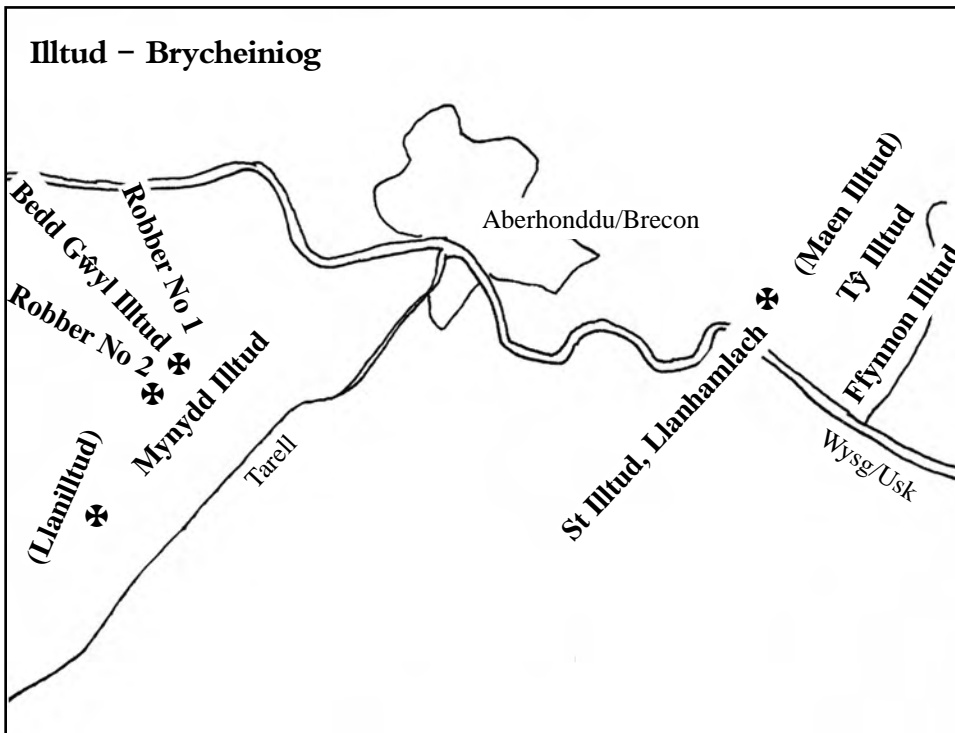 Illtud – Brycheiniog
Aberhonddu/Brecon
Robber No 1
Bedd Gŵyl Illtud
Robber No 2
Mynydd Illtud
(Llanilltud)
Tarell
(Maen Illtud)
Tŷ Illtud
Ffynnon Illtud
St Illtud, Llanhamlach
Wysg/Usk